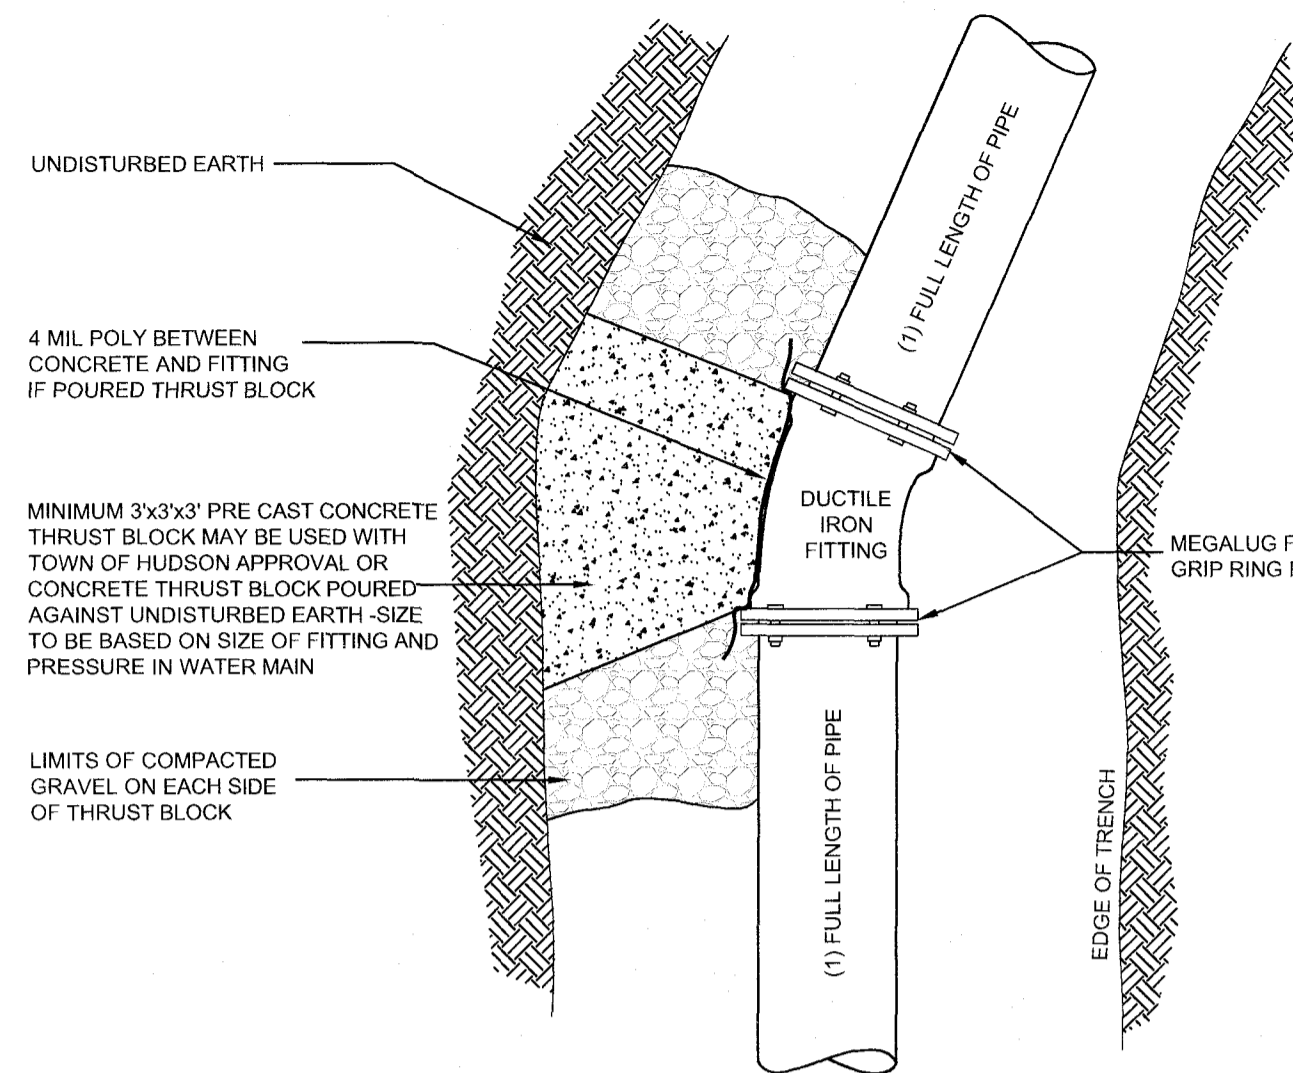 UNDISTURBED EARTH
4 MIL POLY BETWEEN
CONCRETE AND FITTING
IF POURED THRUST BLOCK
MINIMUM 3'x3'x3' PRE CAST CONCRETE
THRUST BLOCK MAY BE USED WITH
TOWN OF HUDSON APPROVAL OR
CONCRETE THRUST BLOCK POURED
AGAINST UNDISTURBED EARTH -SIZE
TO BE BASED ON SIZE OF FITTING AND
PRESSURE IN WATER MAIN
LIMITS OF COMPACTED
GRAVEL ON EACH SIDE
OF THRUST BLOCK
(1) FULL LENGTH OF PIPE
DUCTILE
IRON
FITTING
MEGALUG
GRIP RING
(1) FULL LENGTH OF PIPE
EDGE OF TRENCH